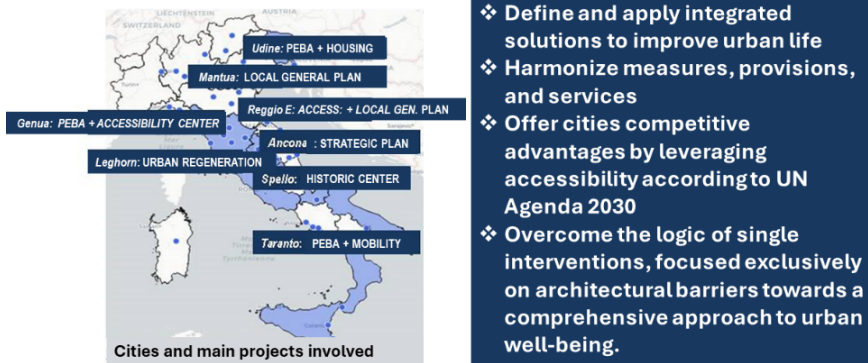 LIECHTENSTEIN
AUSTRIA
SWITZERLAND
Udine: PEBA + HOUSING
Mantua: LOCAL GENERAL PLAN
Reggio E: ACCESS: + LOCAL GEN. PLAN
Genua: PEBA + ACCESSIBILITY CENTER
Ancona : STRATEGIC PLAN
Leghorn: URBAN REGENERATION
Spello: HISTORIC CENTER
Taranto: PEBA + MOBILITY
Cities and main projects involved
❖ Define and apply integrated
solutions to improve urban life
❖ Harmonize measures, provisions,
and services
❖ Offer cities competitive
advantages by leveraging
accessibility according to UN
Agenda 2030
❖ Overcome the logic of single
interventions, focused exclusively
on architectural barriers towards a
comprehensive approach to urban
well-being.